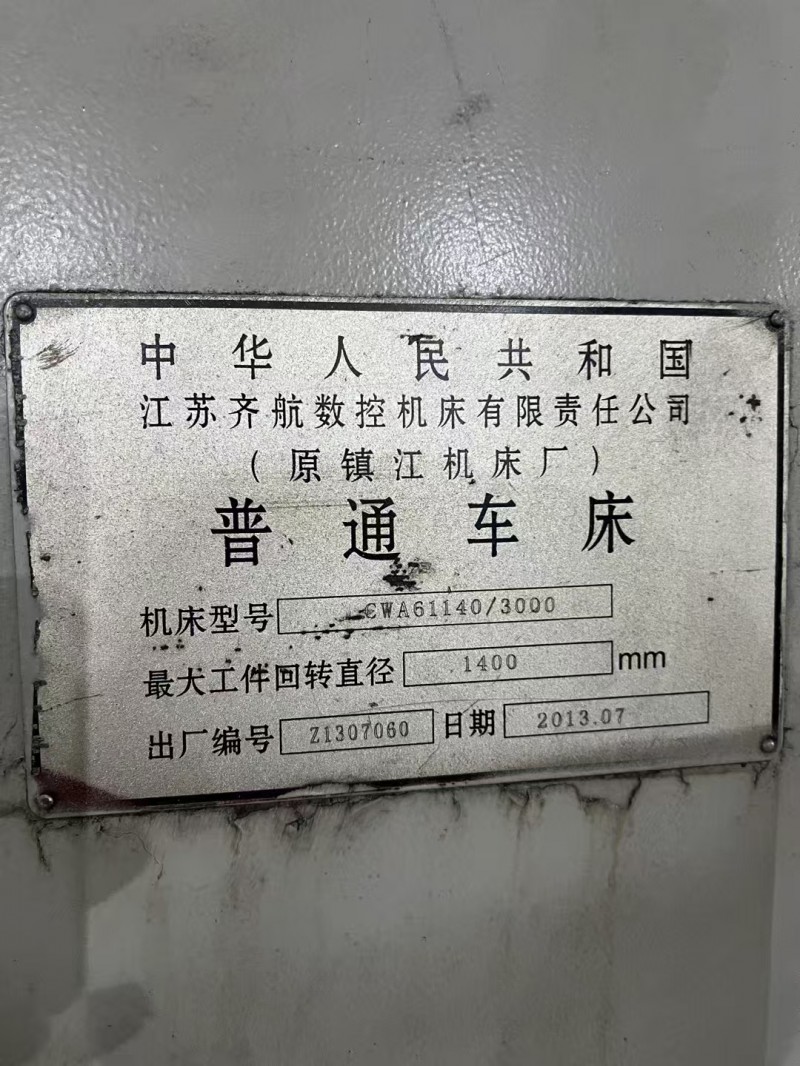 中华人民共和国
江苏齐航数控机床有限责任公司
(原镇江机床厂)
普通车床
机床型号 CWA61140/3000
最大工件回转直径 1400 mm
出厂编号 Z1307060 日期 2013.07